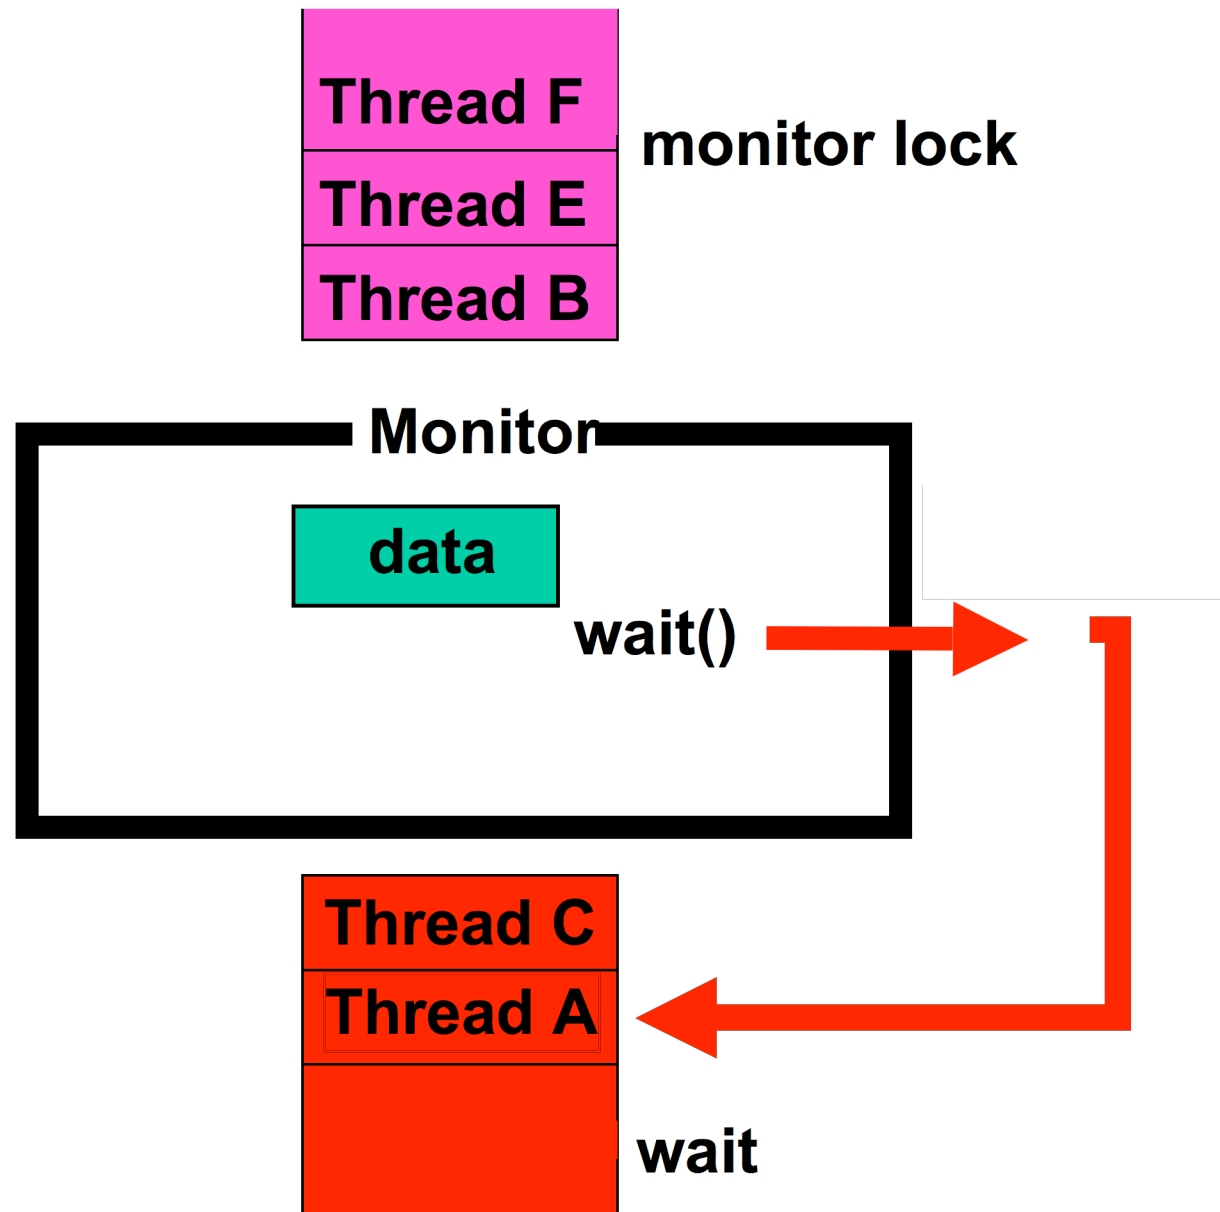 Thread F
monitor lock
Thread E
Thread B
Monitor
data
wait()
Thread C
Thread A
wait